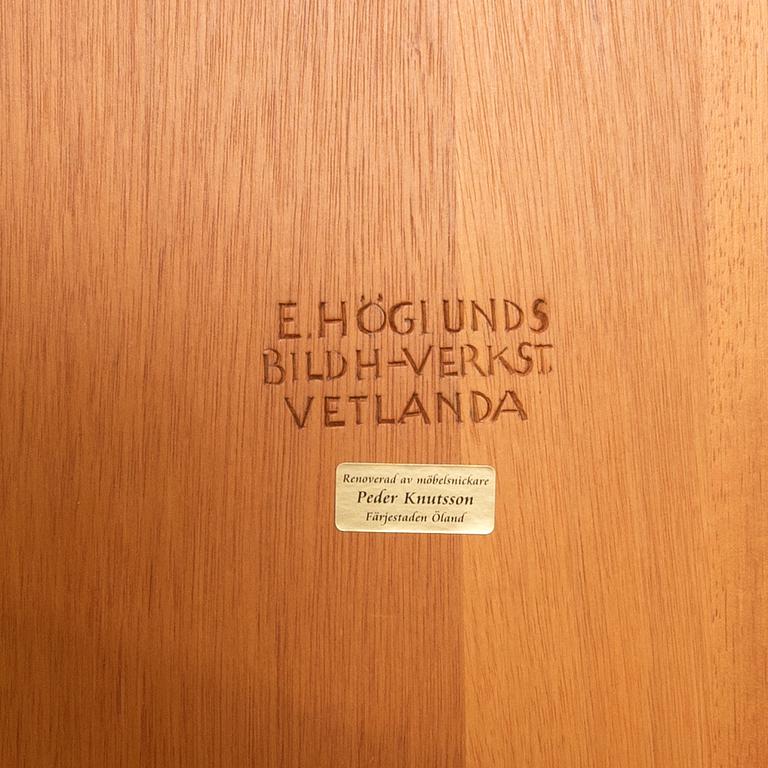 E. HÖGLUNDS
BILDH-VERKST.
VETLANDA
Renoverad av möbelsnickare
Peder Knutsson
Färjestaden Öland